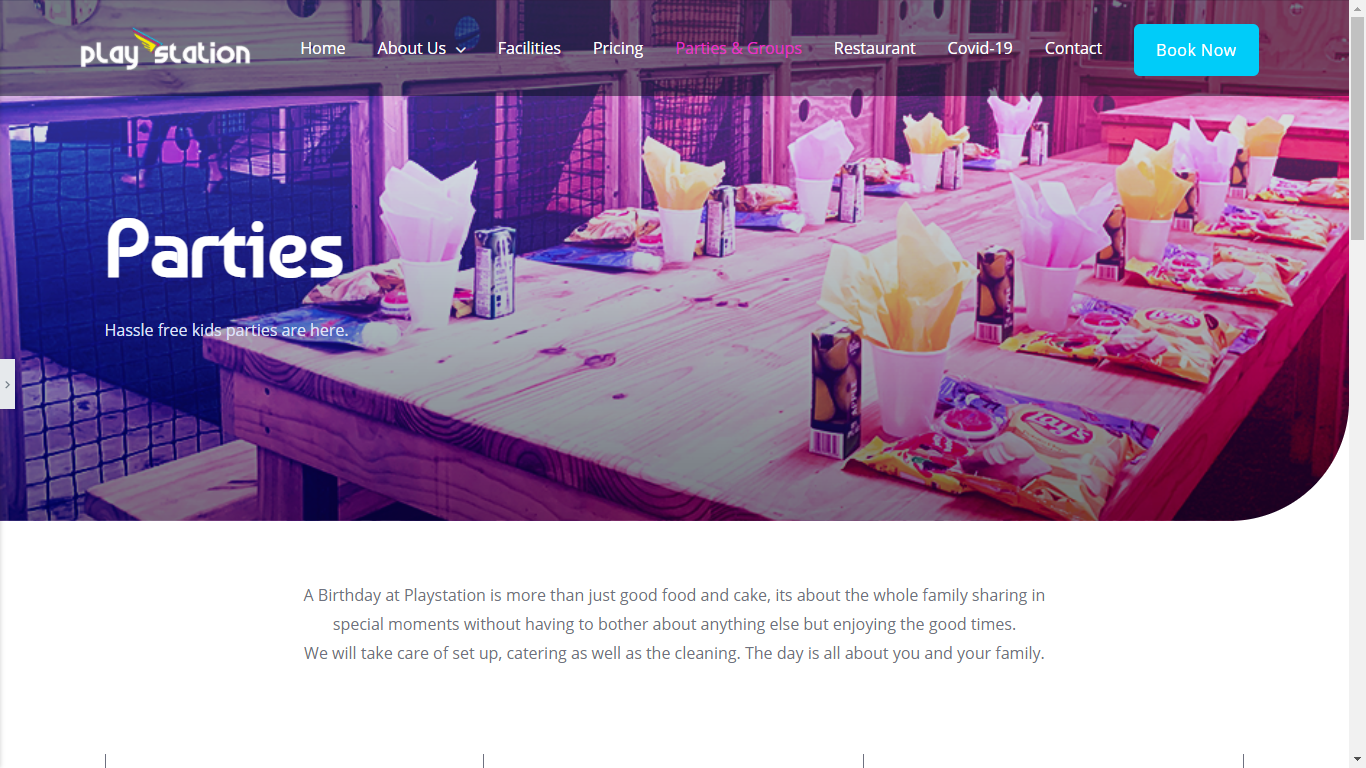 play station
Home
About Us
Facilities
Pricing
Parties & Groups
Restaurant
Covid-19
Contact
Book Now
Parties
Hassle free kids parties are here.
Lay's
Lay's
A Birthday at Playstation is more than just good food and cake, its about the whole family sharing in
special moments without having to bother about anything else but enjoying the good times.
We will take care of set up, catering as well as the cleaning. The day is all about you and your family.